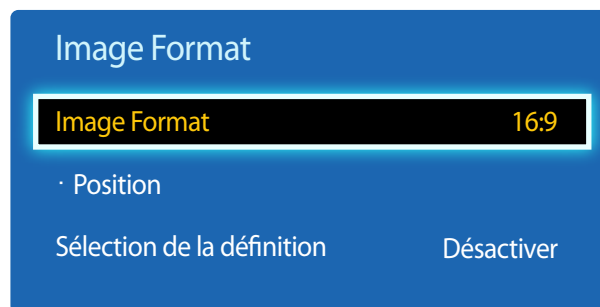 Image Format
Image Format 16:9
· Position
Sélection de la définition Désactiver